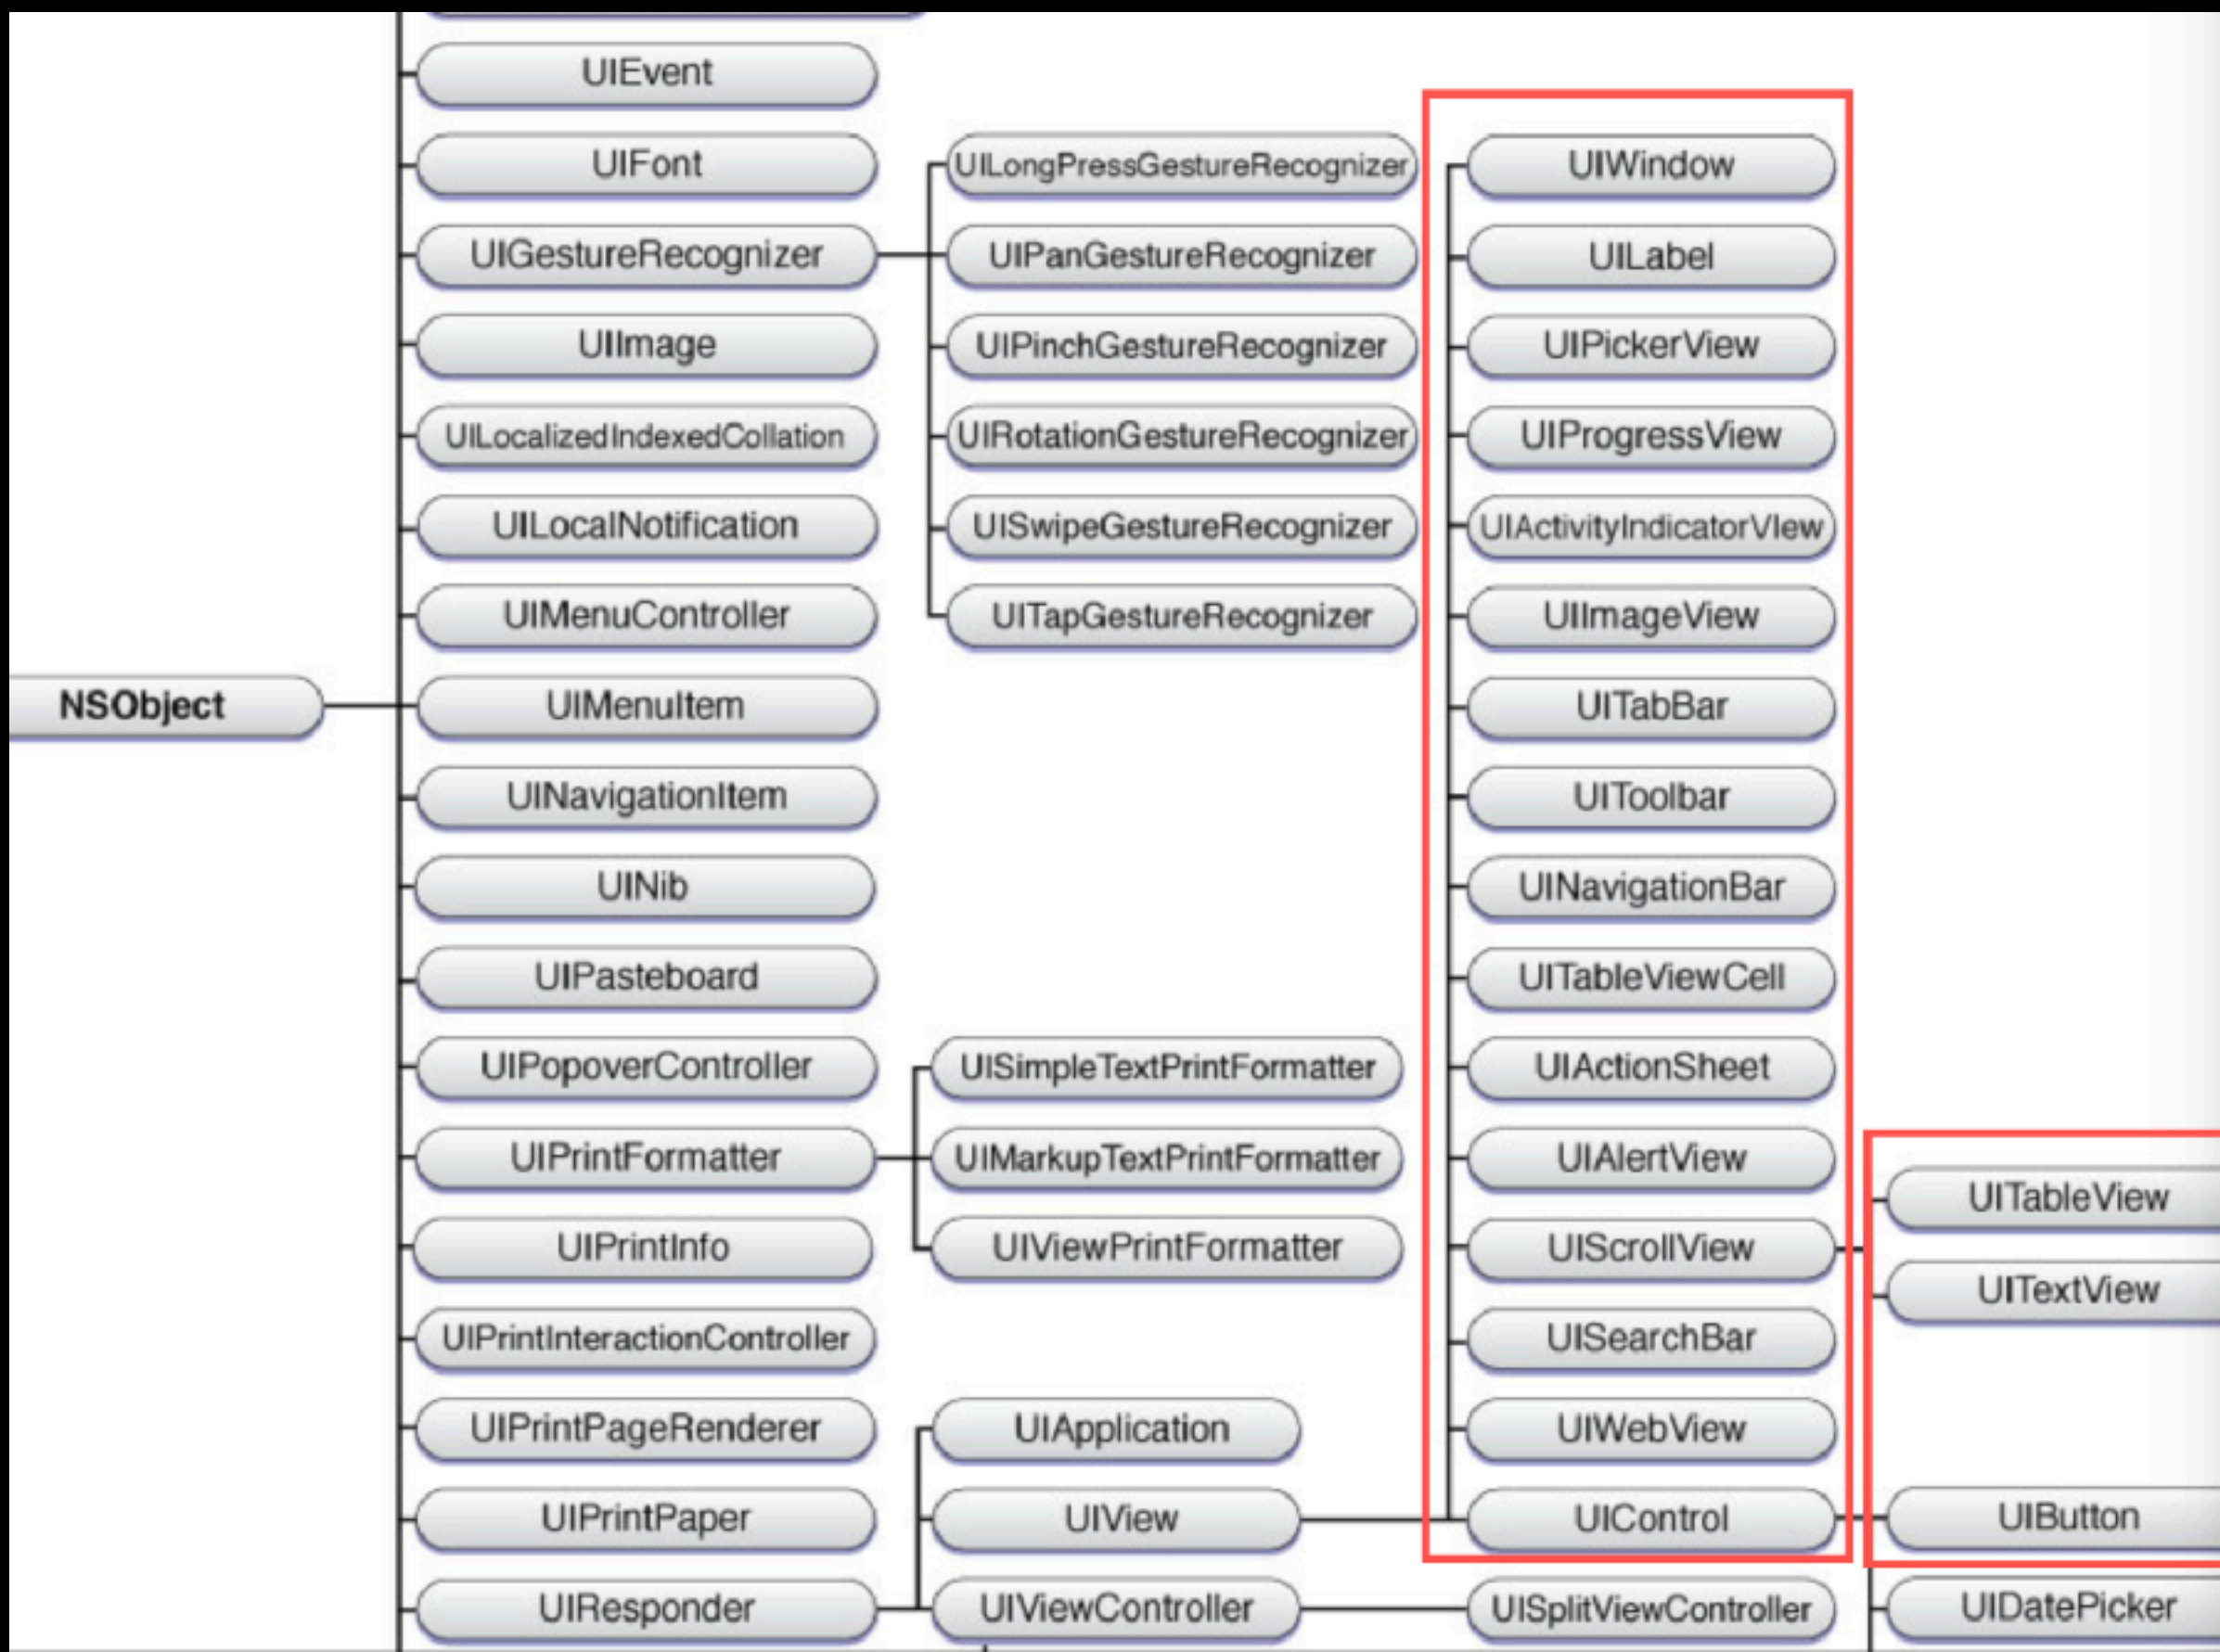 UIEvent
UIFont
UILongPressGestureRecognizer
UIWindow
UIGestureRecognizer
UIPanGestureRecognizer
UILabel
UIImage
UIPinchGestureRecognizer
UIPickerView
UILocalizedIndexedCollation
UIRotationGestureRecognizer
UIProgressView
UILocalNotification
UISwipeGestureRecognizer
UIActivityIndicatorVIew
UIMenuController
UITapGestureRecognizer
UIImageView
NSObject
UIMenuItem
UITabBar
UINavigationItem
UIToolbar
UINib
UINavigationBar
UIPasteboard
UITableViewCell
UIPopoverController
UISimpleTextPrintFormatter
UIActionSheet
UIPrintFormatter
UIMarkupTextPrintFormatter
UIAlertView
UITableView
UIPrintInfo
UIViewPrintFormatter
UIScrollView
UITextView
UIPrintInteractionController
UISearchBar
UIPrintPageRenderer
UIApplication
UIWebView
UIPrintPaper
UIView
UIControl
UIButton
UIResponder
UIViewController
UISplitViewController
UIDatePicker